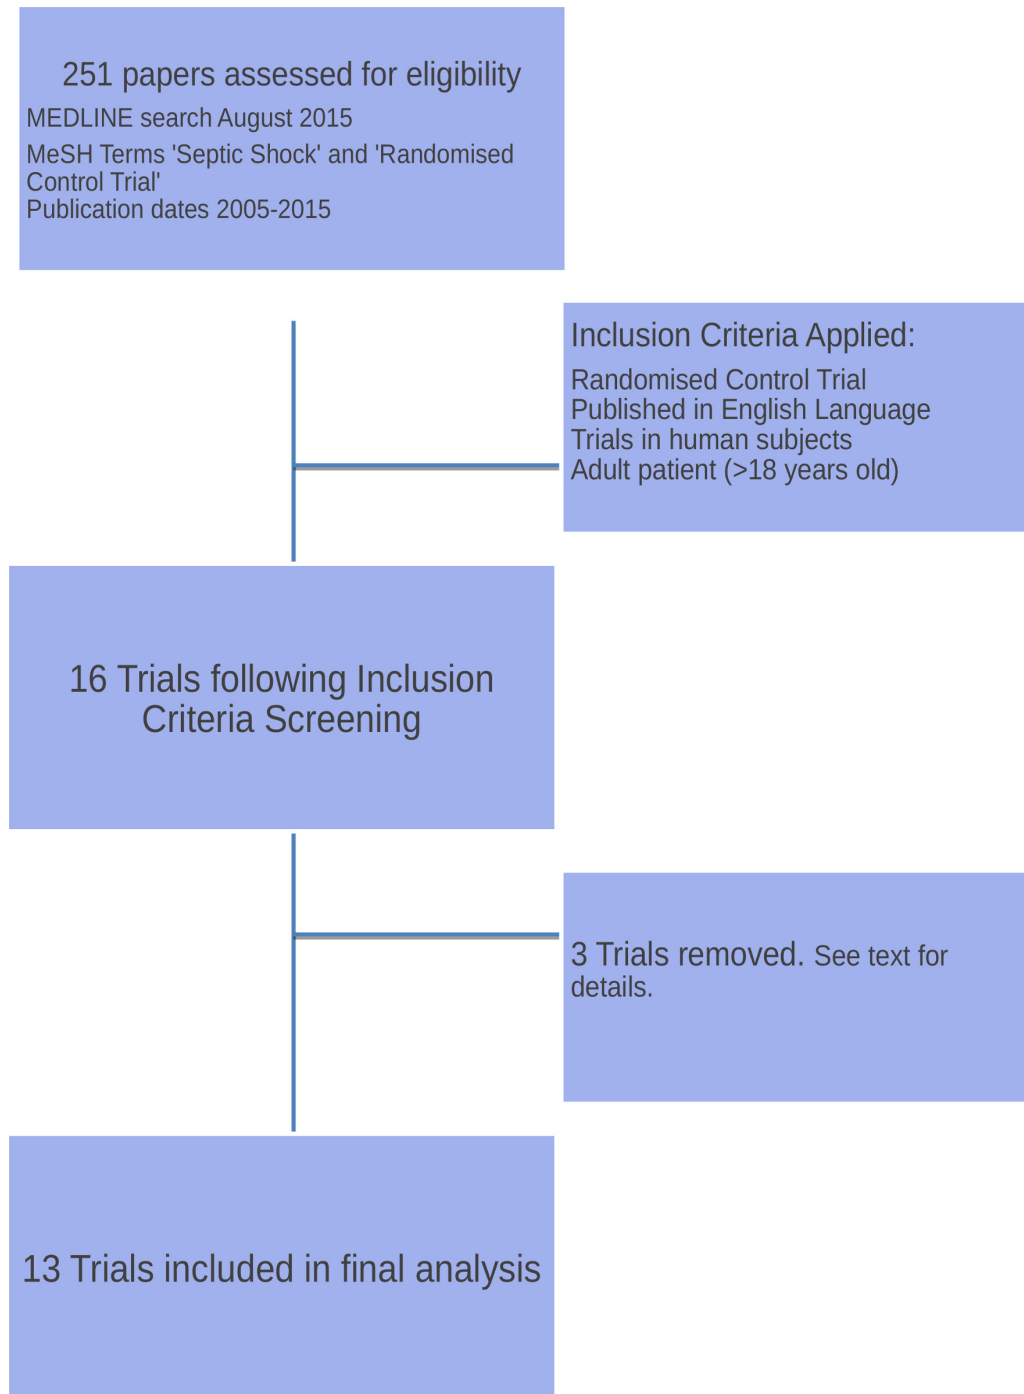 251 papers assessed for eligibility
MEDLINE search August 2015
MeSH Terms 'Septic Shock' and 'Randomised
Control Trial'
Publication dates 2005-2015
Inclusion Criteria Applied:
Randomised Control Trial
Published in English Language
Trials in human subjects
Adult patient (>18 years old)
16 Trials following Inclusion
Criteria Screening
3 Trials removed. See text for
details.
13 Trials included in final analysis